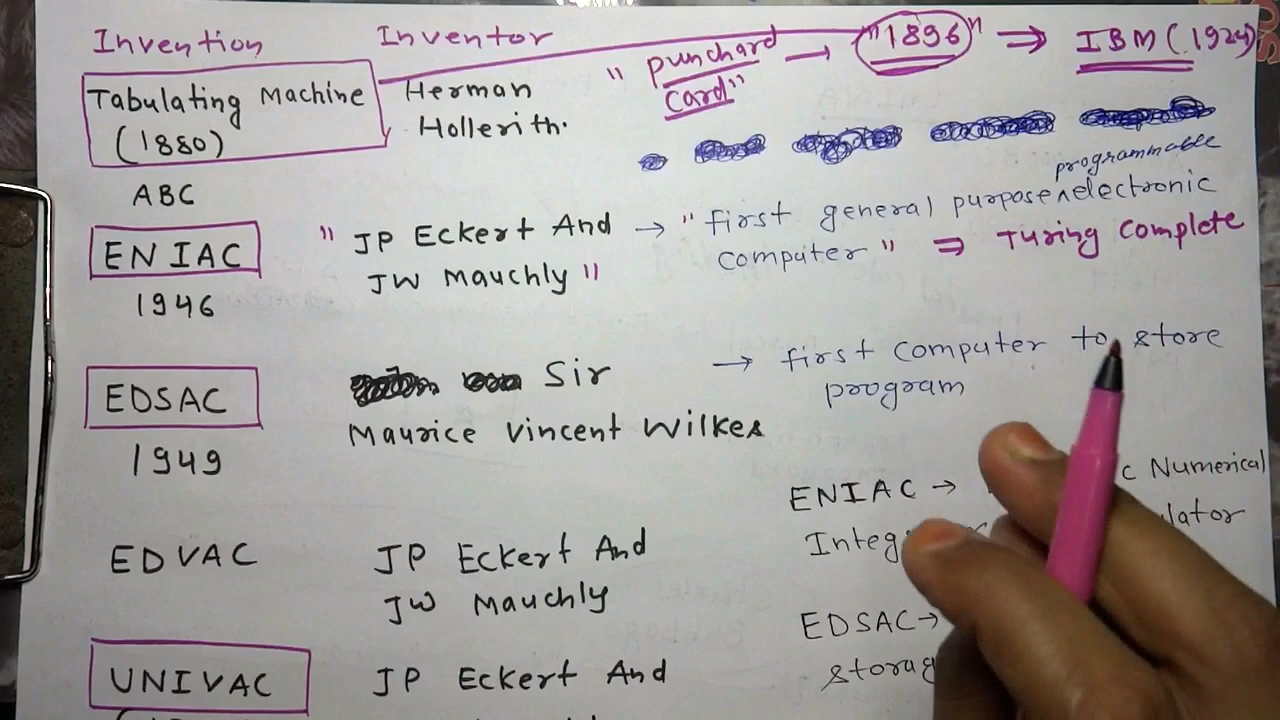 Invention Inventor "1896" → IBM (1924)
" punchard
card" →
Tabulating Machine Herman
(1880) Hollerith.
ABC
programmable
ENIAC " JP Eckert And → "first general purpose ^ electronic
JW Mauchly " computer" ⇒ Turing Complete
1946
EDSAC Sir → first computer to store
program
Maurice Vincent Wilkes
1949
ENIAC → c Numerical
Integ lator
EDVAC JP Eckert And
JW Mauchly
EDSAC →
storag
UNIVAC JP Eckert And